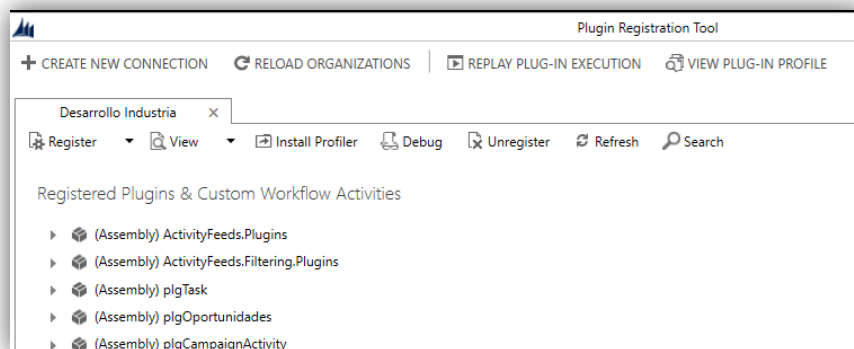 Plugin Registration Tool
CREATE NEW CONNECTION RELOAD ORGANIZATIONS REPLAY PLUG-IN EXECUTION VIEW PLUG-IN PROFILE
Desarrollo Industria
Register View Install Profiler Debug Unregister Refresh Search
Registered Plugins & Custom Workflow Activities
(Assembly) ActivityFeeds.Plugins
(Assembly) ActivityFeeds.Filtering.Plugins
(Assembly) plgTask
(Assembly) plgOportunidades
(Assembly) plgCampaignActivity